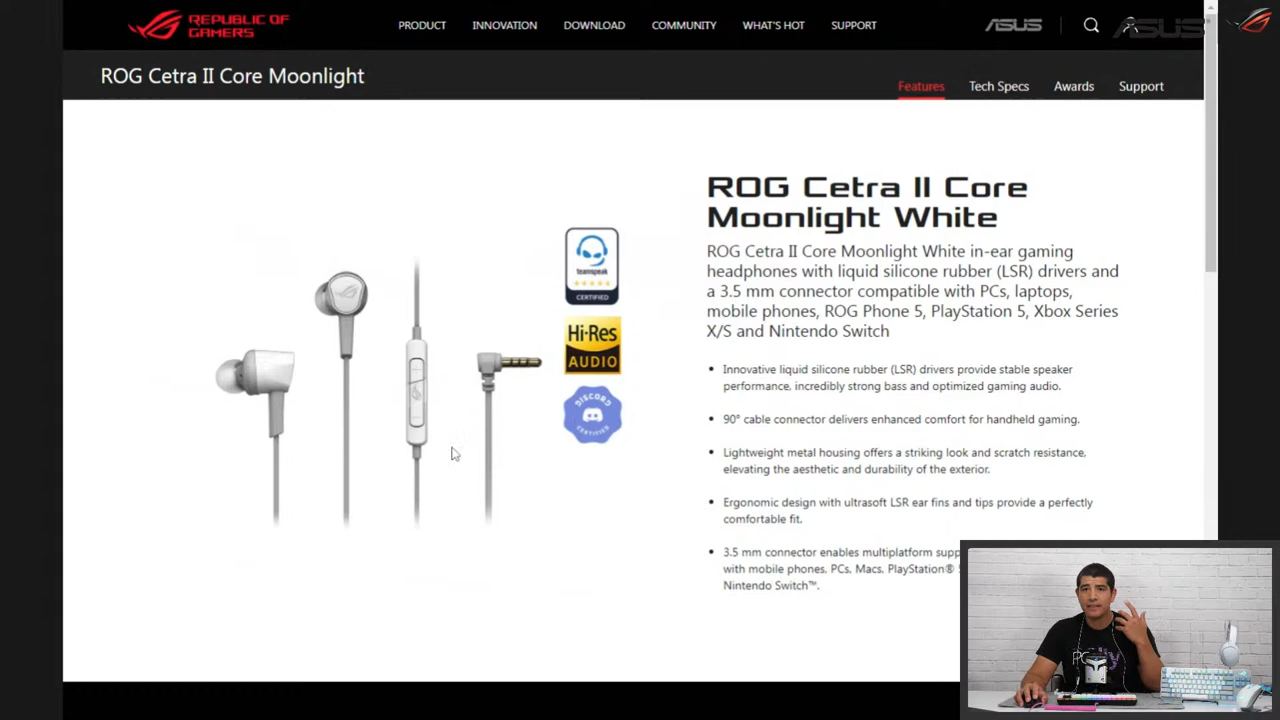 REPUBLIC OF
GAMERS
PRODUCT
INNOVATION
DOWNLOAD
COMMUNITY
WHAT'S HOT
SUPPORT
ASUS
ASUS
ROG Cetra II Core Moonlight
Features
Tech Specs
Awards
Support
teamspeak
CERTIFIED
Hi-Res
AUDIO
DISCORD
CERTIFIED
ROG Cetra II Core
Moonlight White
ROG Cetra II Core Moonlight White in-ear gaming
headphones with liquid silicone rubber (LSR) drivers and
a 3.5 mm connector compatible with PCs, laptops,
mobile phones, ROG Phone 5, PlayStation 5, Xbox Series
X/S and Nintendo Switch
• Innovative liquid silicone rubber (LSR) drivers provide stable speaker
performance, incredibly strong bass and optimized gaming audio.
• 90° cable connector delivers enhanced comfort for handheld gaming.
• Lightweight metal housing offers a striking look and scratch resistance,
elevating the aesthetic and durability of the exterior.
• Ergonomic design with ultrasoft LSR ear fins and tips provide a perfectly
comfortable fit.
• 3.5 mm connector enables multiplatform
with mobile phones, PCs, Macs, PlayStation®
Nintendo Switch™.